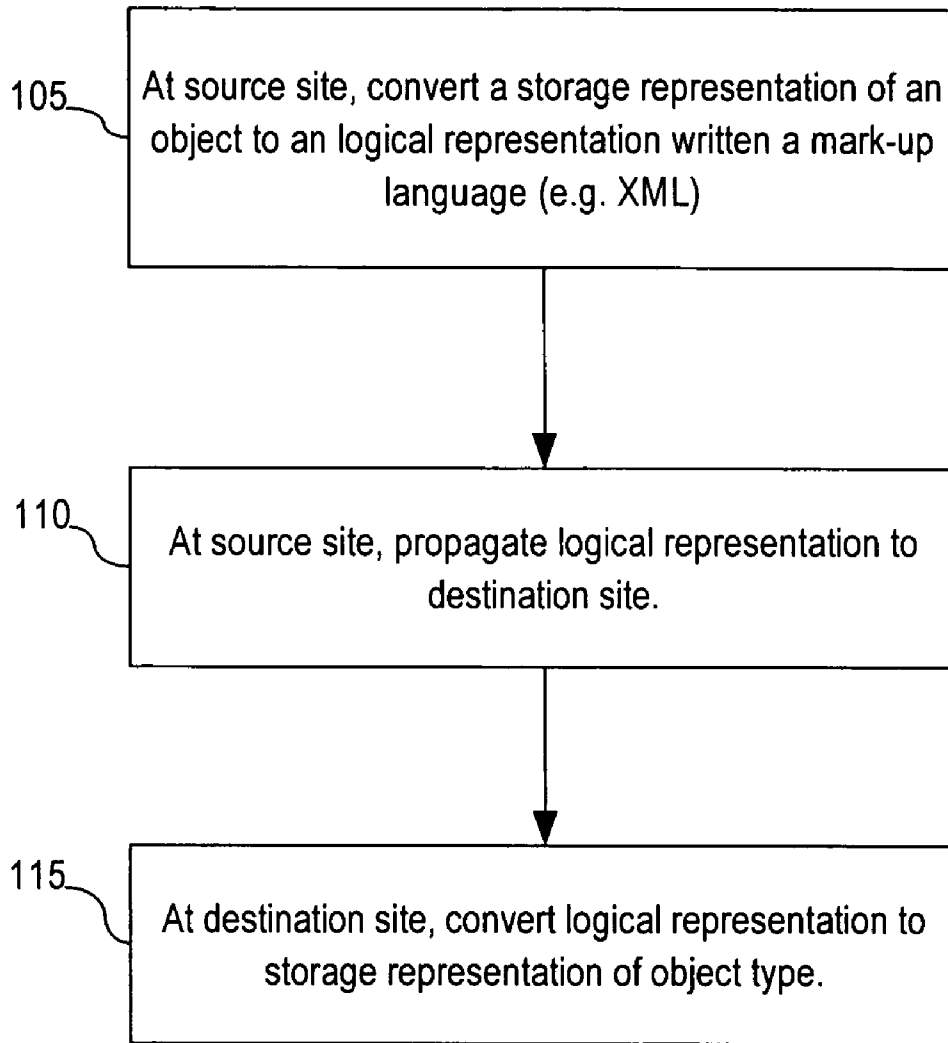 105
At source site, convert a storage representation of an
object to an logical representation written a mark-up
language (e.g. XML)
110
At source site, propagate logical representation to
destination site.
115
At destination site, convert logical representation to
storage representation of object type.